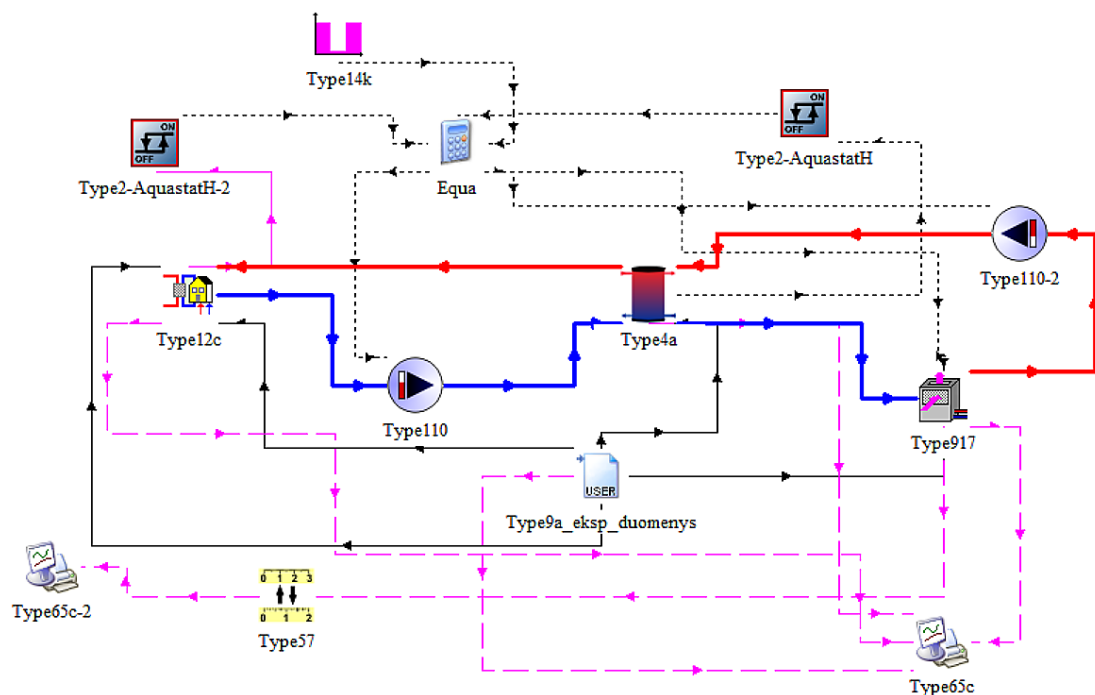 Type14k
ON
OFF
Type2-AquastatH-2
Equa
ON
OFF
Type2-AquastatH
Type110-2
Type12c
Type4a
Type110
Type917
USER
Type9a_eksp_duomenys
Type65c-2
0 1 2 3
0 1 2
Type57
Type65c